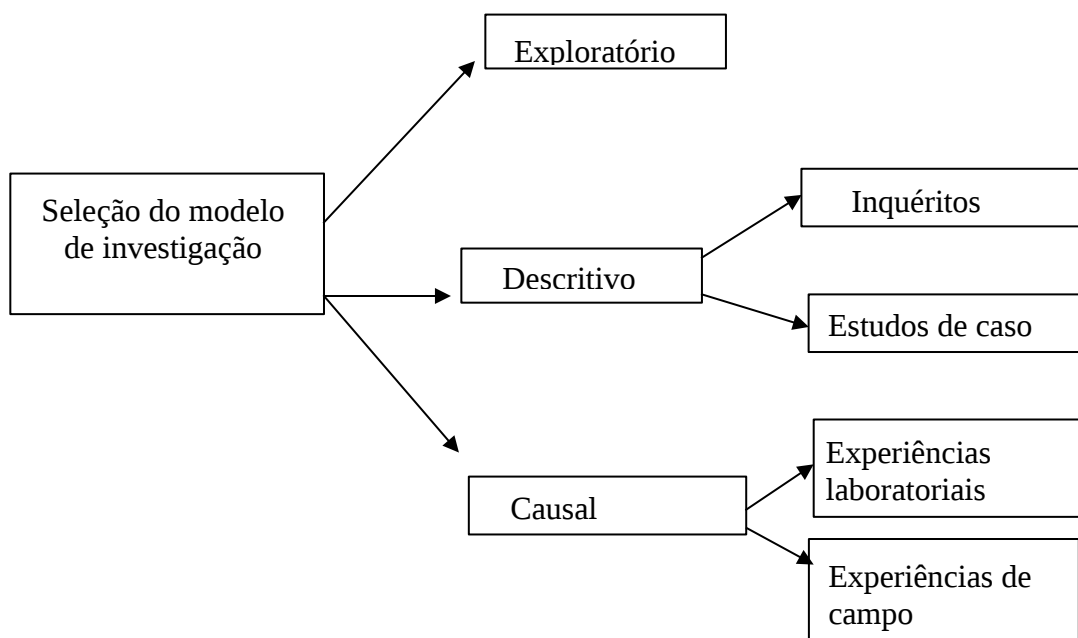 Exploratório
Seleção do modelo
de investigação
Inquéritos
Descritivo
Estudos de caso
Experiências
laboratoriais
Causal
Experiências de
campo